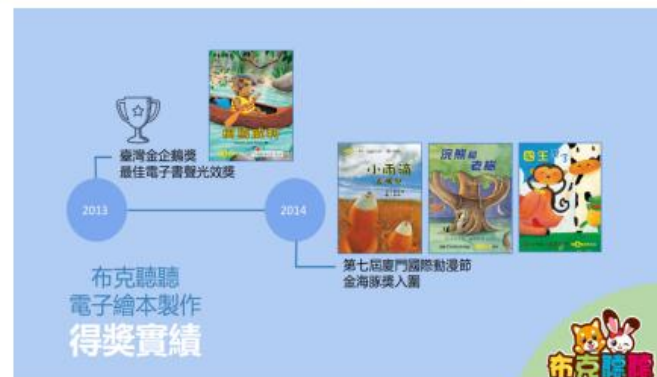 臺灣金企鵝獎
最佳電子書聲光效獎
2013
2014
小雨滴
浣熊與
老樹
第七屆廈門國際動漫節
金海豚獎入圍
布克聽聽
電子繪本製作
得獎實績
布克聽聽